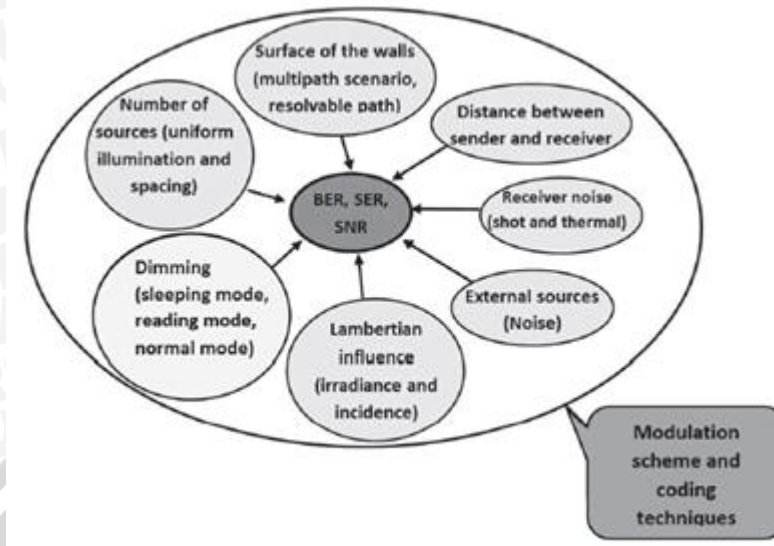 Surface of the walls
(multipath scenario,
resolvable path)
Number of
sources (uniform
illumination and
spacing)
Distance between
sender and receiver
BER, SER,
SNR
Receiver noise
(shot and thermal)
Dimming
(sleeping mode,
reading mode,
normal mode)
External sources
(Noise)
Lambertian
influence
(irradiance and
incidence)
Modulation
scheme and
coding
techniques